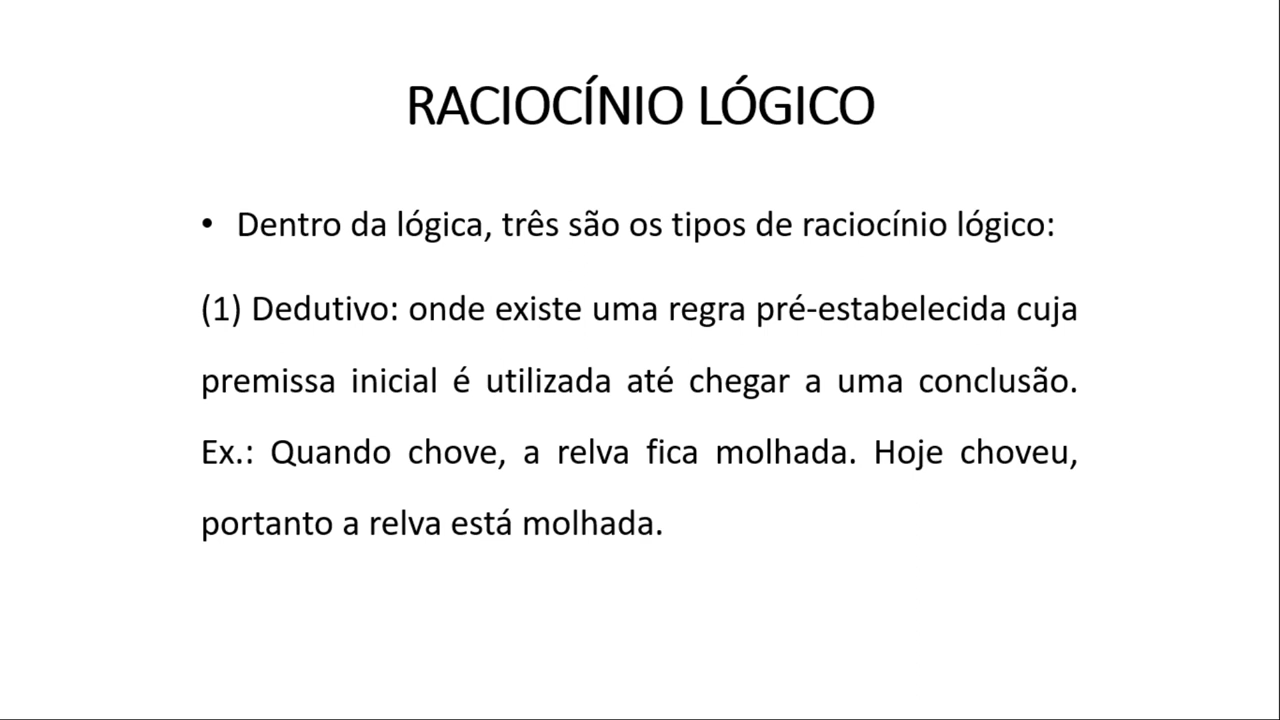 RACIOCÍNIO LÓGICO
• Dentro da lógica, três são os tipos de raciocínio lógico:
(1) Dedutivo: onde existe uma regra pré-estabelecida cuja
premissa inicial é utilizada até chegar a uma conclusão.
Ex.: Quando chove, a relva fica molhada. Hoje choveu,
portanto a relva está molhada.